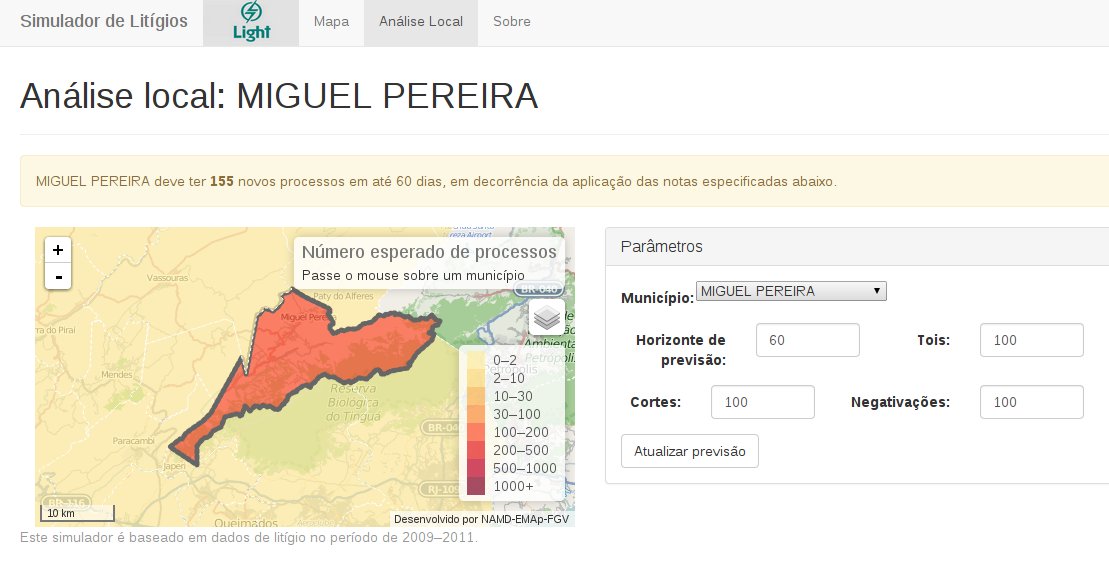 Simulador de Litígios
Light
Mapa
Análise Local
Sobre
Análise local: MIGUEL PEREIRA
MIGUEL PEREIRA deve ter 155 novos processos em até 60 dias, em decorrência da aplicação das notas especificadas abaixo.
+
-
Número esperado de processos
Passe o mouse sobre um município
BR-040
Vassouras
Paty do Alferes
Miguel Pereira
Mendes
Petrópolis
Reserva
Biológica
do Tinguá
BR-040
Paracambi
Japeri
RJ-109
BR-116
Queimados
0–2
2–10
10–30
30–100
100–200
200–500
500–1000
1000+
10 km
Desenvolvido por NAMD-EMAp-FGV
Este simulador é baseado em dados de litígio no período de 2009–2011.
Parâmetros
Município: MIGUEL PEREIRA
Horizonte de
previsão:
60
Tois:
100
Cortes:
100
Negativações:
100
Atualizar previsão